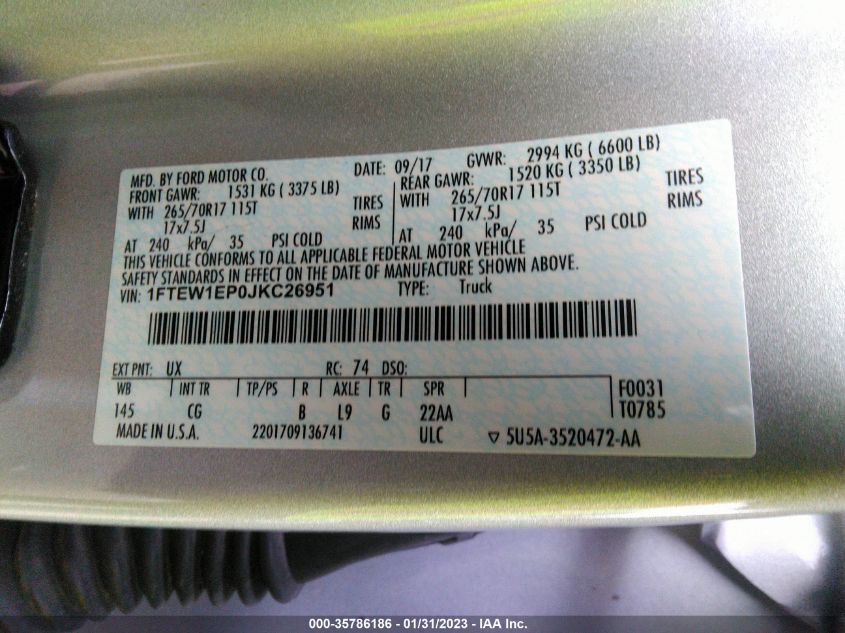 MFD. BY FORD MOTOR CO. DATE: 09/17 GVWR: 2994 KG ( 6600 LB)
FRONT GAWR: 1531 KG ( 3375 LB) REAR GAWR: 1520 KG ( 3350 LB)
WITH 265/70R17 115T TIRES WITH 265/70R17 115T TIRES
17x7.5J RIMS 17x7.5J RIMS
AT 240 kPa/ 35 PSI COLD AT 240 kPa/ 35 PSI COLD
THIS VEHICLE CONFORMS TO ALL APPLICABLE FEDERAL MOTOR VEHICLE
SAFETY STANDARDS IN EFFECT ON THE DATE OF MANUFACTURE SHOWN ABOVE.
VIN: 1FTEW1EP0JKC26951 TYPE: Truck
EXT PNT: UX RC: 74 DSO:
WB INT TR TP/PS R AXLE TR SPR F0031
145 CG B L9 G 22AA T0785
MADE IN U.S.A. 2201709136741 ULC ▽ 5U5A-3520472-AA
000-35786186 - 01/31/2023 - IAA Inc.